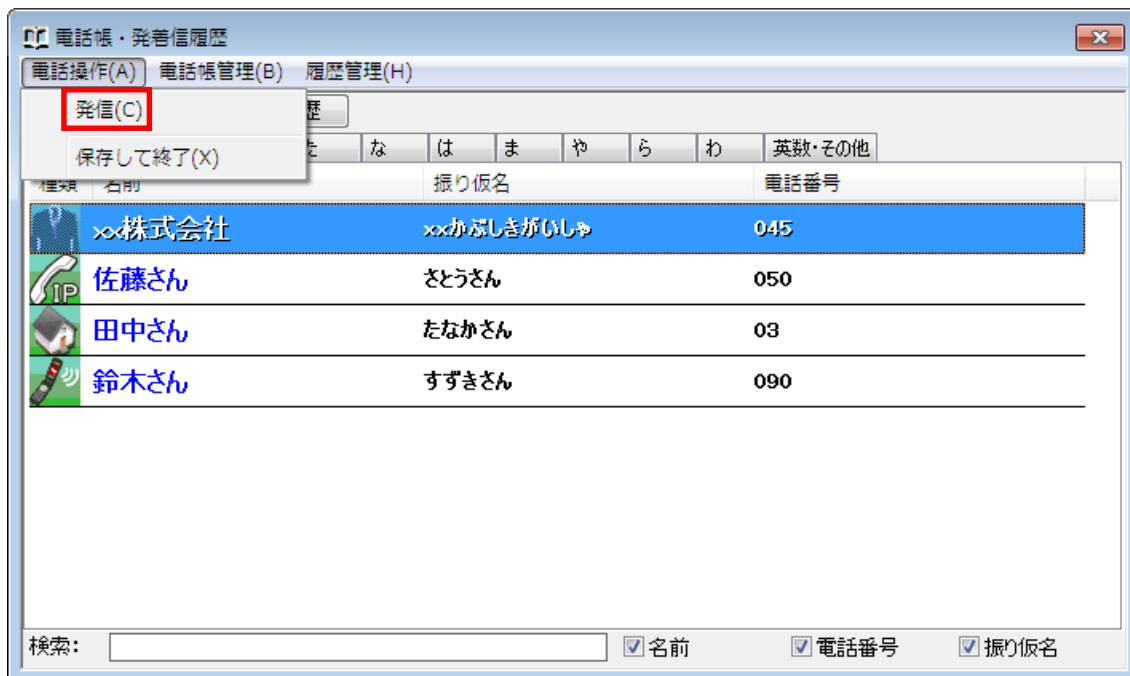 電話帳・発着信履歴
電話操作(A) 電話帳管理(B) 履歴管理(H)
発信(C)
歴
保存して終了(X)
た な は ま や ら わ 英数・その他
種類 名前 振り仮名 電話番号
xx株式会社 xxかぶしきがいしゃ 045
IP 佐藤さん さとうさん 050
田中さん たなかさん 03
鈴木さん すずきさん 090
検索: 名前 電話番号 振り仮名